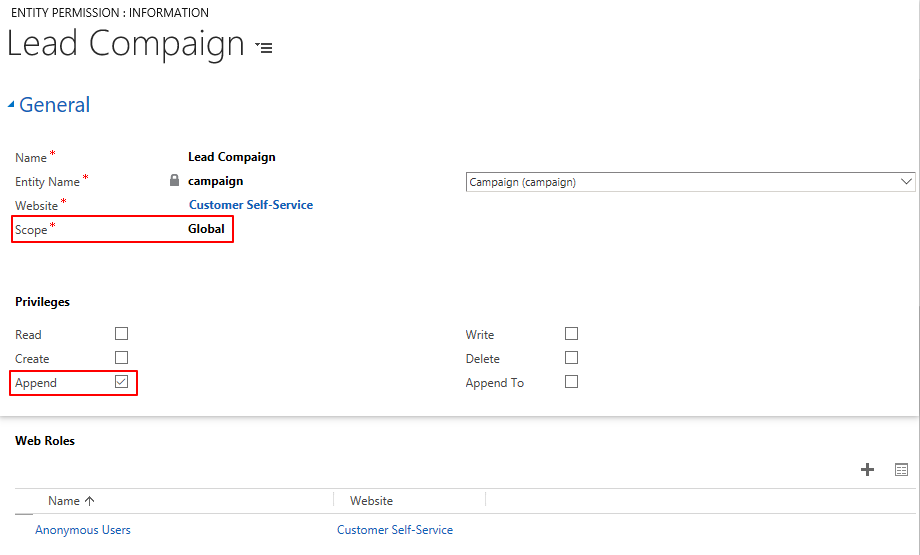 ENTITY PERMISSION : INFORMATION
Lead Compaign
General
Name* Lead Compaign
Entity Name* campaign Campaign (campaign)
Website* Customer Self-Service
Scope* Global
Privileges
Read Write
Create Delete
Append Append To
Web Roles
Name ↑ Website
Anonymous Users Customer Self-Service